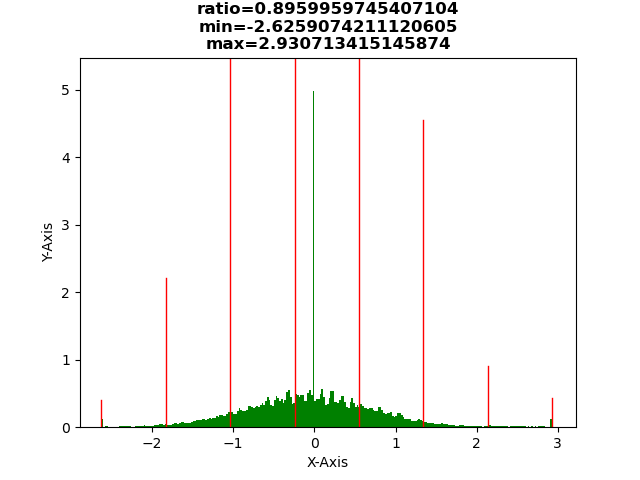 ratio=0.8959959745407104
min=-2.6259074211120605
max=2.930713415145874
5
4
3
2
1
0
Y-Axis
−2 −1 0 1 2 3
X-Axis